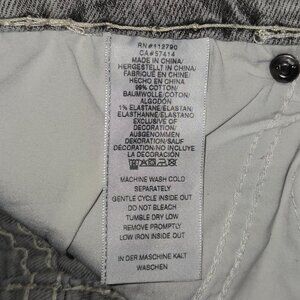 RN#112790
CA#57414
MADE IN CHINA/
HERGESTELLT IN CHINA/
FABRIQUE EN CHINE/
HECHO EN CHINA
99% COTTON/
BAUMWOLLE/COTON/
ALGODÓN
1% ELASTANE/ELASTAN/
ELASTHANNE/ELASTANO
EXCLUSIVE OF
DECORATION/
AUSGENOMMEN
DEKORATION/SAUF
DÉCORATION/NO INCLUYE
LA DECORACIÓN
MACHINE WASH COLD
SEPARATELY
GENTLE CYCLE INSIDE OUT
DO NOT BLEACH
TUMBLE DRY LOW
REMOVE PROMPTLY
LOW IRON INSIDE OUT
IN DER MASCHINE KALT
WASCHEN